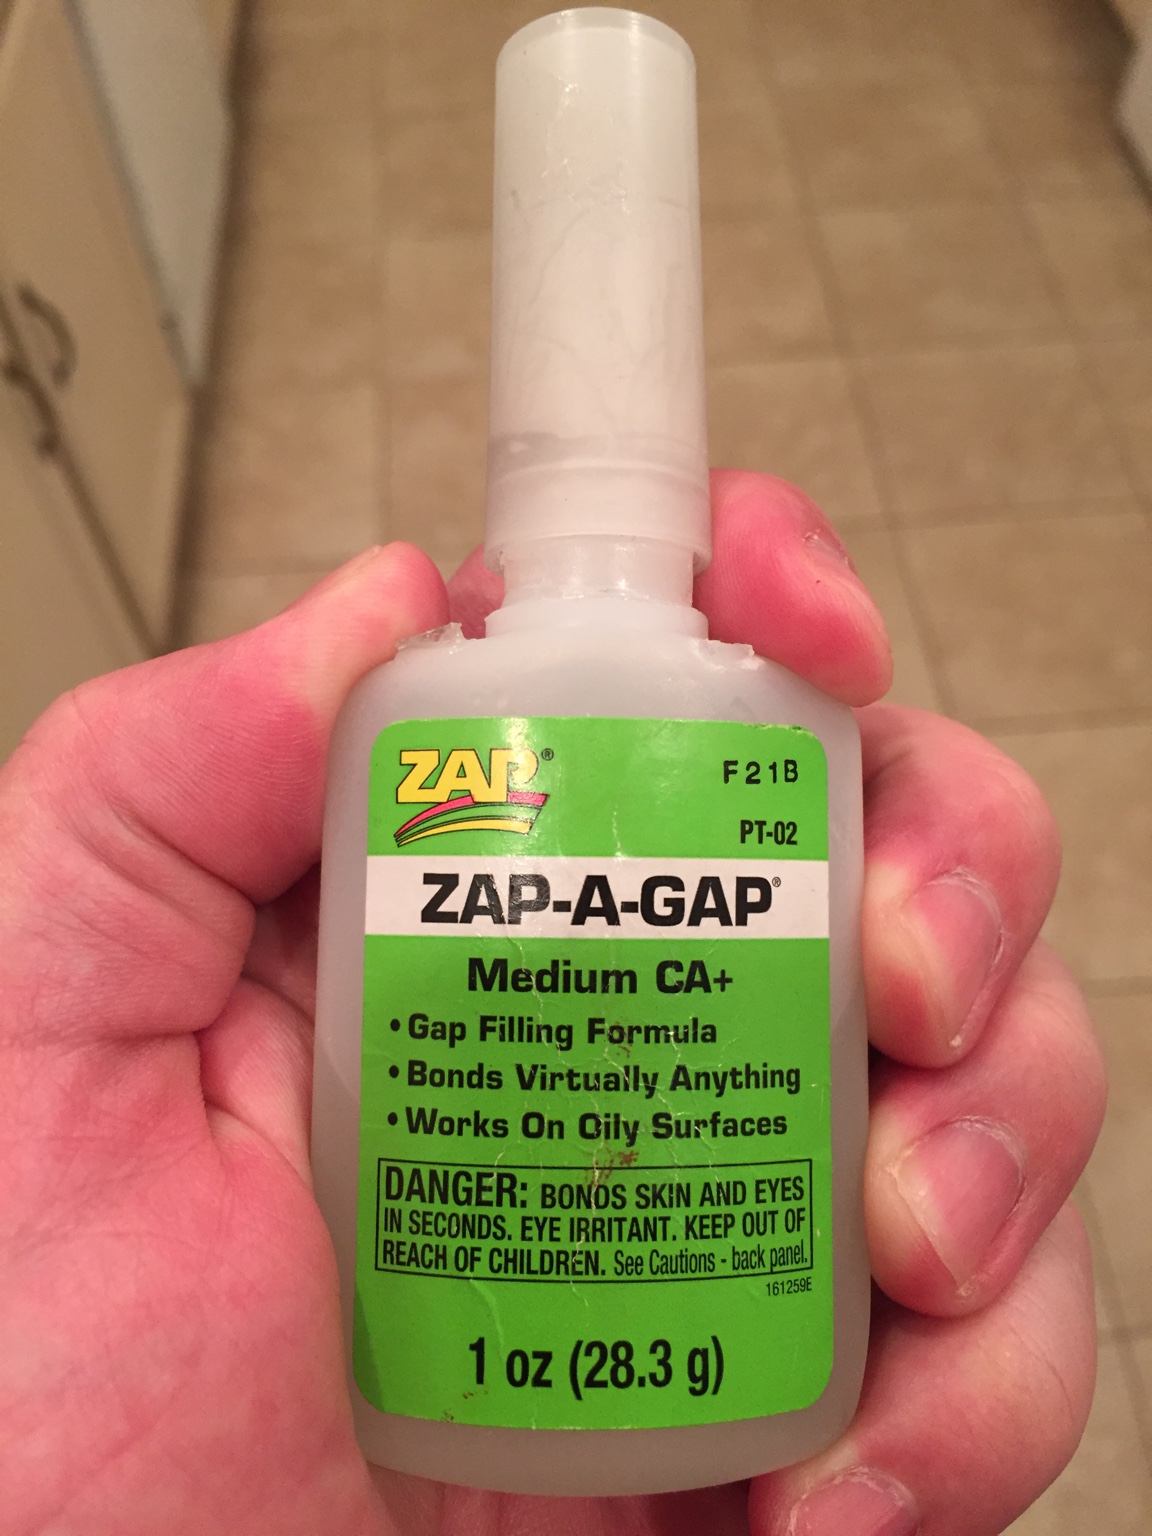 ZAP®
F21B
PT-02
ZAP-A-GAP®
Medium CA+
•Gap Filling Formula
•Bonds Virtually Anything
•Works On Oily Surfaces
DANGER: BONDS SKIN AND EYES
IN SECONDS. EYE IRRITANT. KEEP OUT OF
REACH OF CHILDREN. See Cautions - back panel.
161259E
1 oz (28.3 g)